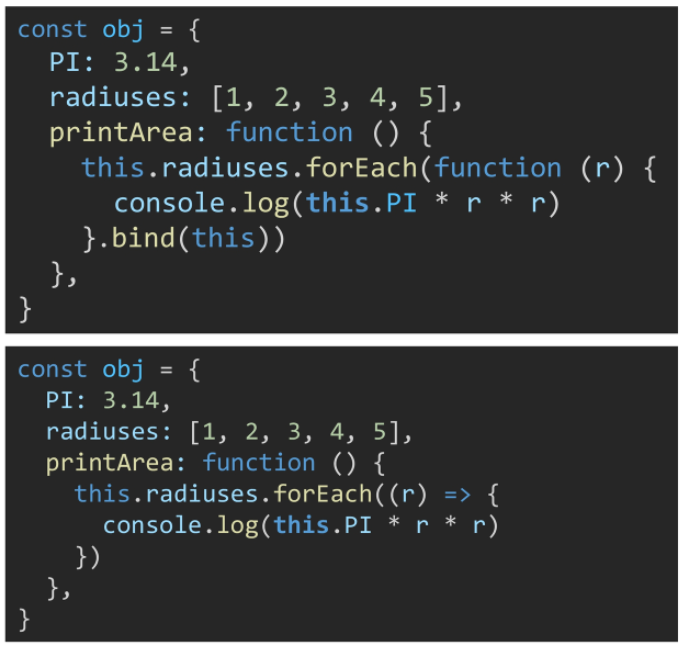 const obj = {
  PI: 3.14,
  radiuses: [1, 2, 3, 4, 5],
  printArea: function () {
    this.radiuses.forEach(function (r) {
      console.log(this.PI * r * r)
    }.bind(this))
  },
}
const obj = {
  PI: 3.14,
  radiuses: [1, 2, 3, 4, 5],
  printArea: function () {
    this.radiuses.forEach((r) => {
      console.log(this.PI * r * r)
    })
  },
}